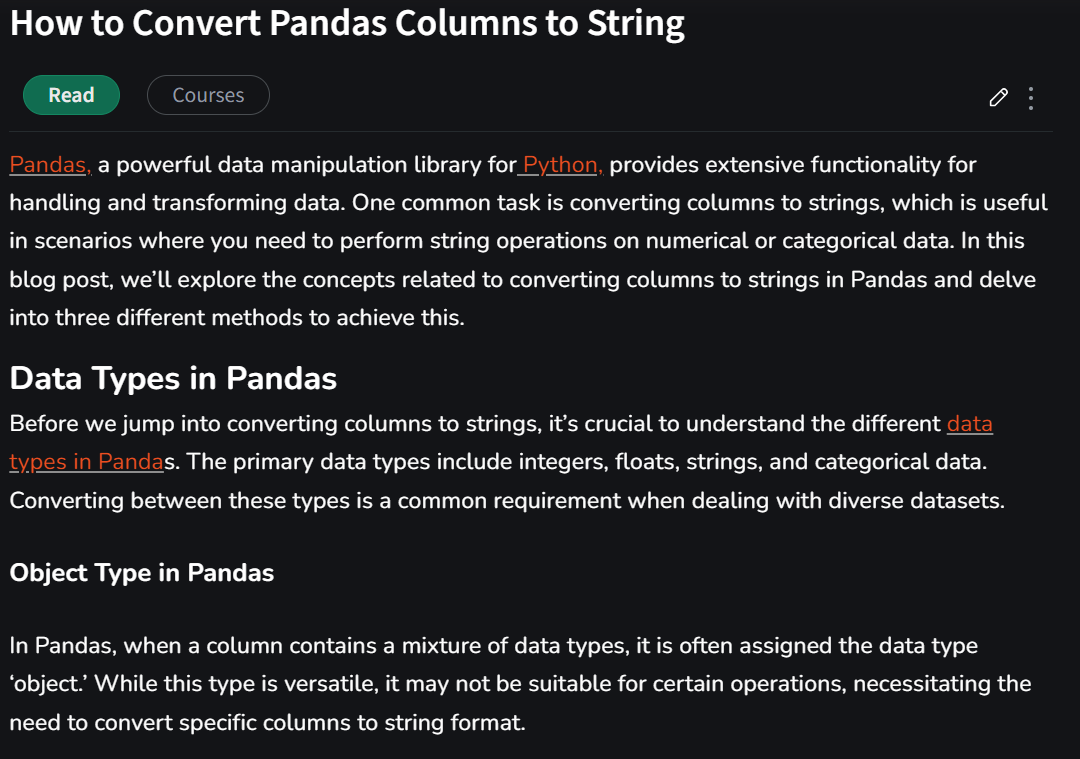 How to Convert Pandas Columns to String
Read
Courses
Pandas, a powerful data manipulation library for Python, provides extensive functionality for
handling and transforming data. One common task is converting columns to strings, which is useful
in scenarios where you need to perform string operations on numerical or categorical data. In this
blog post, we’ll explore the concepts related to converting columns to strings in Pandas and delve
into three different methods to achieve this.
Data Types in Pandas
Before we jump into converting columns to strings, it’s crucial to understand the different data
types in Pandas. The primary data types include integers, floats, strings, and categorical data.
Converting between these types is a common requirement when dealing with diverse datasets.
Object Type in Pandas
In Pandas, when a column contains a mixture of data types, it is often assigned the data type
‘object.’ While this type is versatile, it may not be suitable for certain operations, necessitating the
need to convert specific columns to string format.